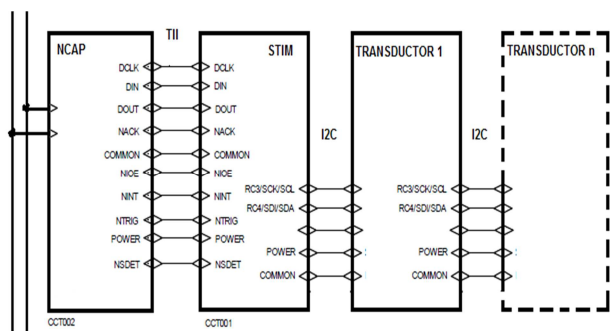 NCAP
TII
STIM
TRANSDUCTOR 1
TRANSDUCTOR n
DCLK
DIN
DOUT
NACK
COMMON
NIOE
NINT
NTRIG
POWER
NSDET
CCT002
DCLK
DIN
DOUT
NACK
COMMON
NIOE
NINT
NTRIG
POWER
NSDET
CCT001
RC3/SCK/SCL
RC4/SDI/SDA
POWER
COMMON
I2C
RC3/SCK/SCL
RC4/SDI/SDA
POWER
COMMON
I2C